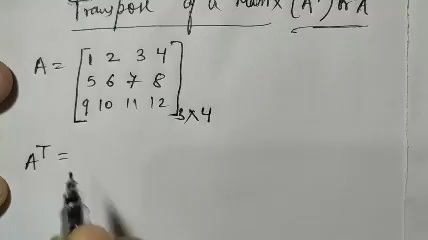 Transpose of a Matrix (A') or A
A = [1 2 3 4
5 6 7 8
9 10 11 12] 3×4
A^T =